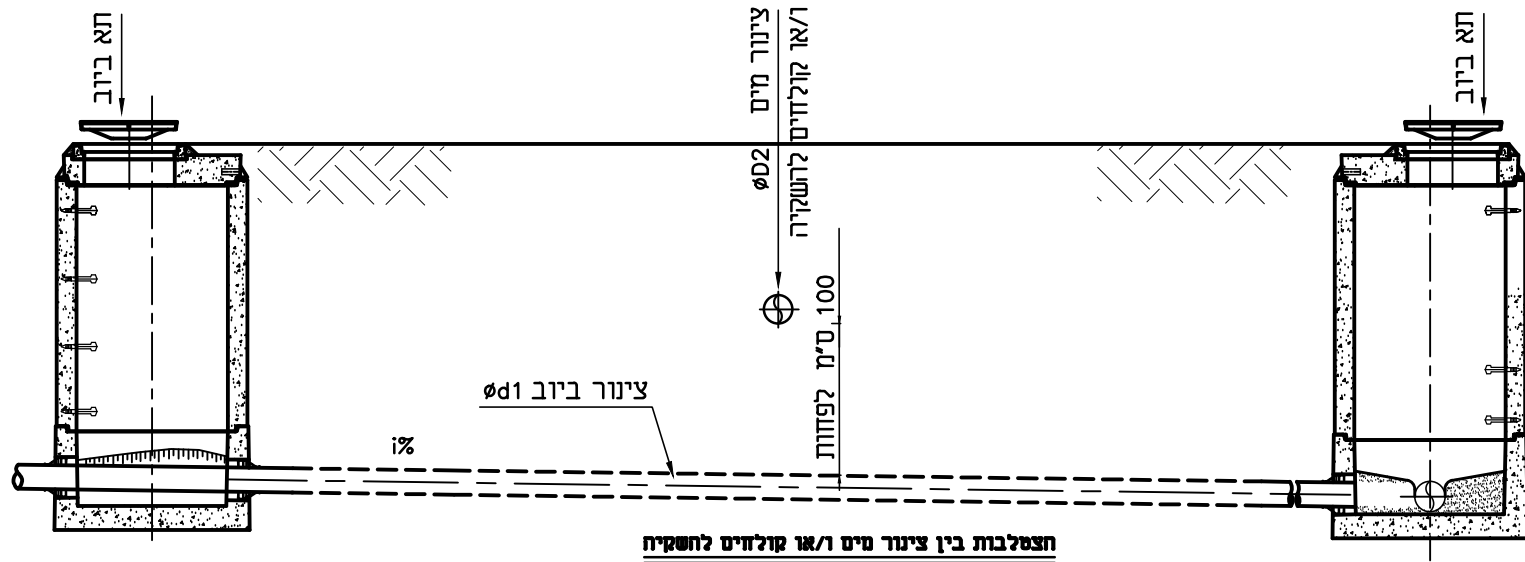 תא ביוב
צינור מים ØD2
ו/או קולחים להשקיה
תא ביוב
100 ס"מ לפחות
צינור ביוב Ød1
i%
הצטלבות בין צינור מים ו/או קולחים להשקיה